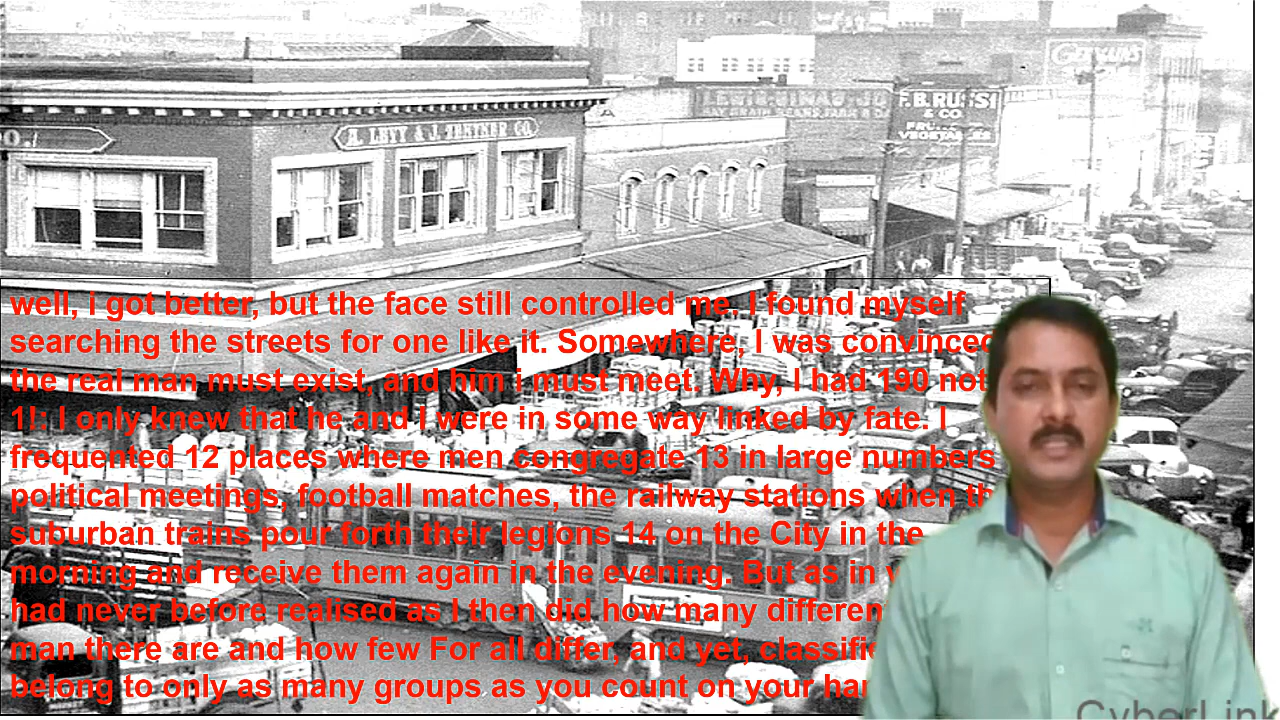 A. LEVY & J. ZENTNER CO.
F.B.
& CO.
VEGETABLES
well, i got better, but the face still controlled me. I found myself
searching the streets for one like it. Somewhere, I was convinced
the real man must exist, and him i must meet. Why, I had 190 not
1!: I only knew that he and I were in some way linked by fate. I
frequented 12 places where men congregate 13 in large numbers
political meetings, football matches, the railway stations when
suburban trains pour forth their legions 14 on the City in the
morning and receive them again in the evening. But as in
had never before realised as I then did how many
man there are and how few For all differ, and yet,
belong to only as many groups as you count on your
CyberLink